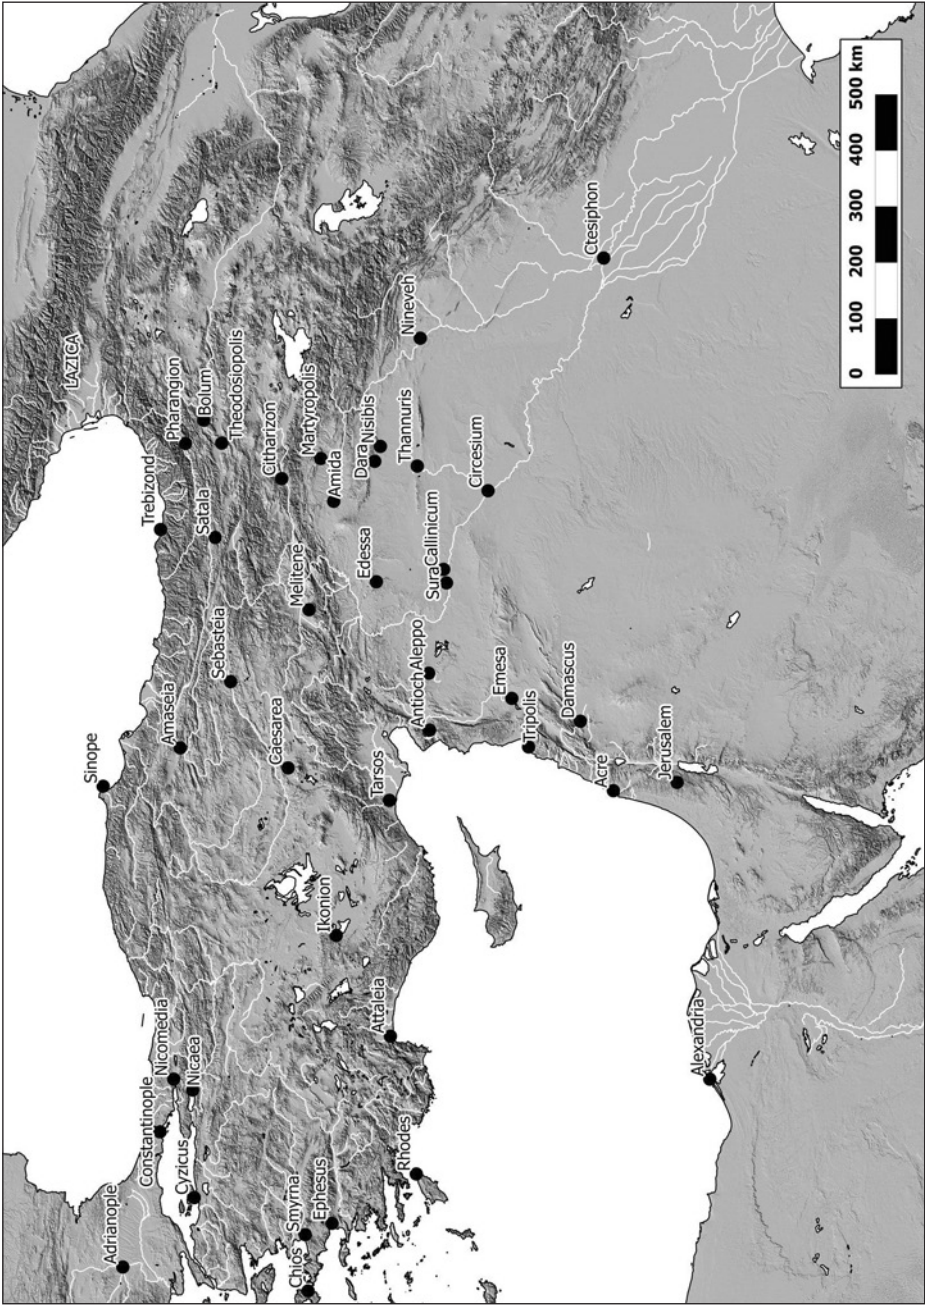 Adrianople
Constantinople
Cyzicus
Nicomedia
Nicaea
Chios
Smyrna
Ephesus
Rhodes
Attaleia
Ikonion
Sinope
Amaseia
Caesarea
Tarsos
Sebasteia
Trebizond
Satala
Melitene
LAZICA
Pharangion
Bolum
Theodosiopolis
Citharizon
Martyropolis
Amida
Edessa
Dara
Nisibis
Thannuris
Nineveh
Antioch
Aleppo
Sura
Callinicum
Circesium
Ctesiphon
Emesa
Tripolis
Damascus
Acre
Jerusalem
Alexandria
0 100 200 300 400 500 km